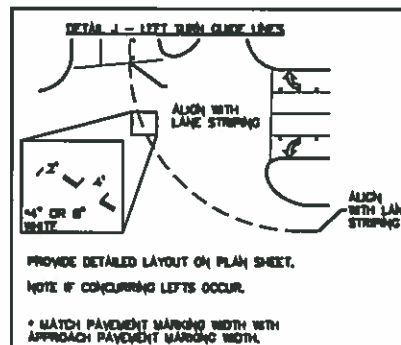 DETAIL J - LEFT TURN GUIDE LINES
ALIGN WITH
LANE STRIPING
2'
4'
*4" OR 8"
WHITE
ALIGN
WITH LANE
STRIPING
PROVIDE DETAILED LAYOUT ON PLAN SHEET.
NOTE IF CONCURRING LEFTS OCCUR.
* MATCH PAVEMENT MARKING WIDTH WITH
APPROACH PAVEMENT MARKING WIDTH.